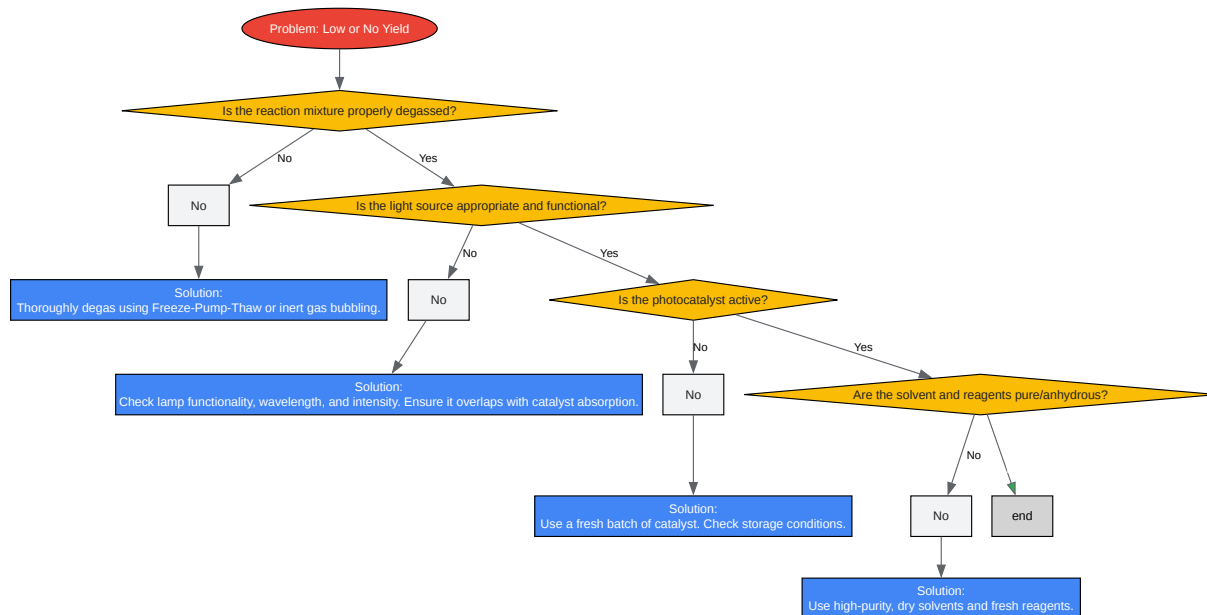 Problem: Low or No Yield
Is the reaction mixture properly degassed?
No
Yes
No
Is the light source appropriate and functional?
No
Yes
Solution:
Thoroughly degas using Freeze-Pump-Thaw or inert gas bubbling.
No
Is the photocatalyst active?
No
Yes
Solution:
Check lamp functionality, wavelength, and intensity. Ensure it overlaps with catalyst absorption.
No
Are the solvent and reagents pure/anhydrous?
No
Solution:
Use a fresh batch of catalyst. Check storage conditions.
No
end
Solution:
Use high-purity, dry solvents and fresh reagents.